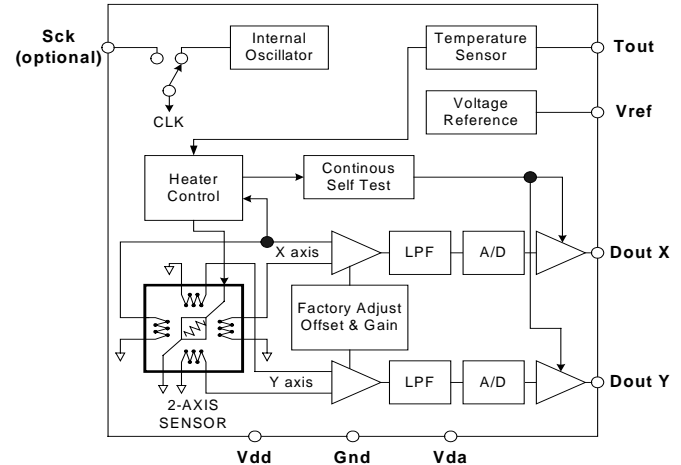 Sck
(optional)
Internal
Oscillator
CLK
Temperature
Sensor
Tout
Voltage
Reference
Vref
Heater
Control
Continous
Self Test
X axis
LPF
A/D
Dout X
Factory Adjust
Offset & Gain
Y axis
LPF
A/D
Dout Y
2-AXIS
SENSOR
Vdd
Gnd
Vda